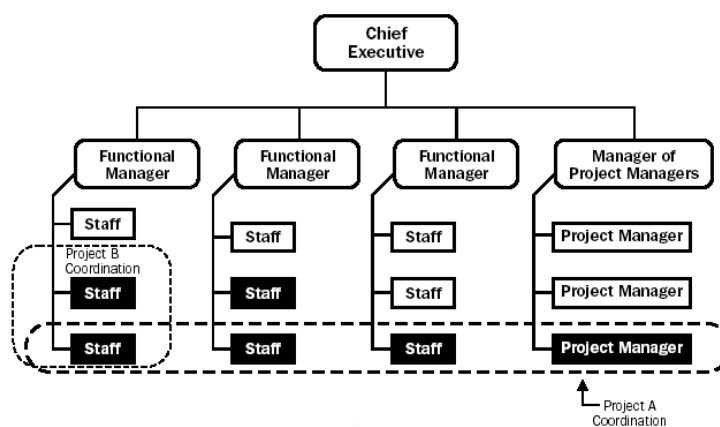 Chief
Executive
Functional
Manager
Functional
Manager
Functional
Manager
Manager of
Project Managers
Staff
Staff
Staff
Project Manager
Project B
Coordination
Staff
Staff
Staff
Project Manager
Staff
Staff
Staff
Project Manager
Project A
Coordination